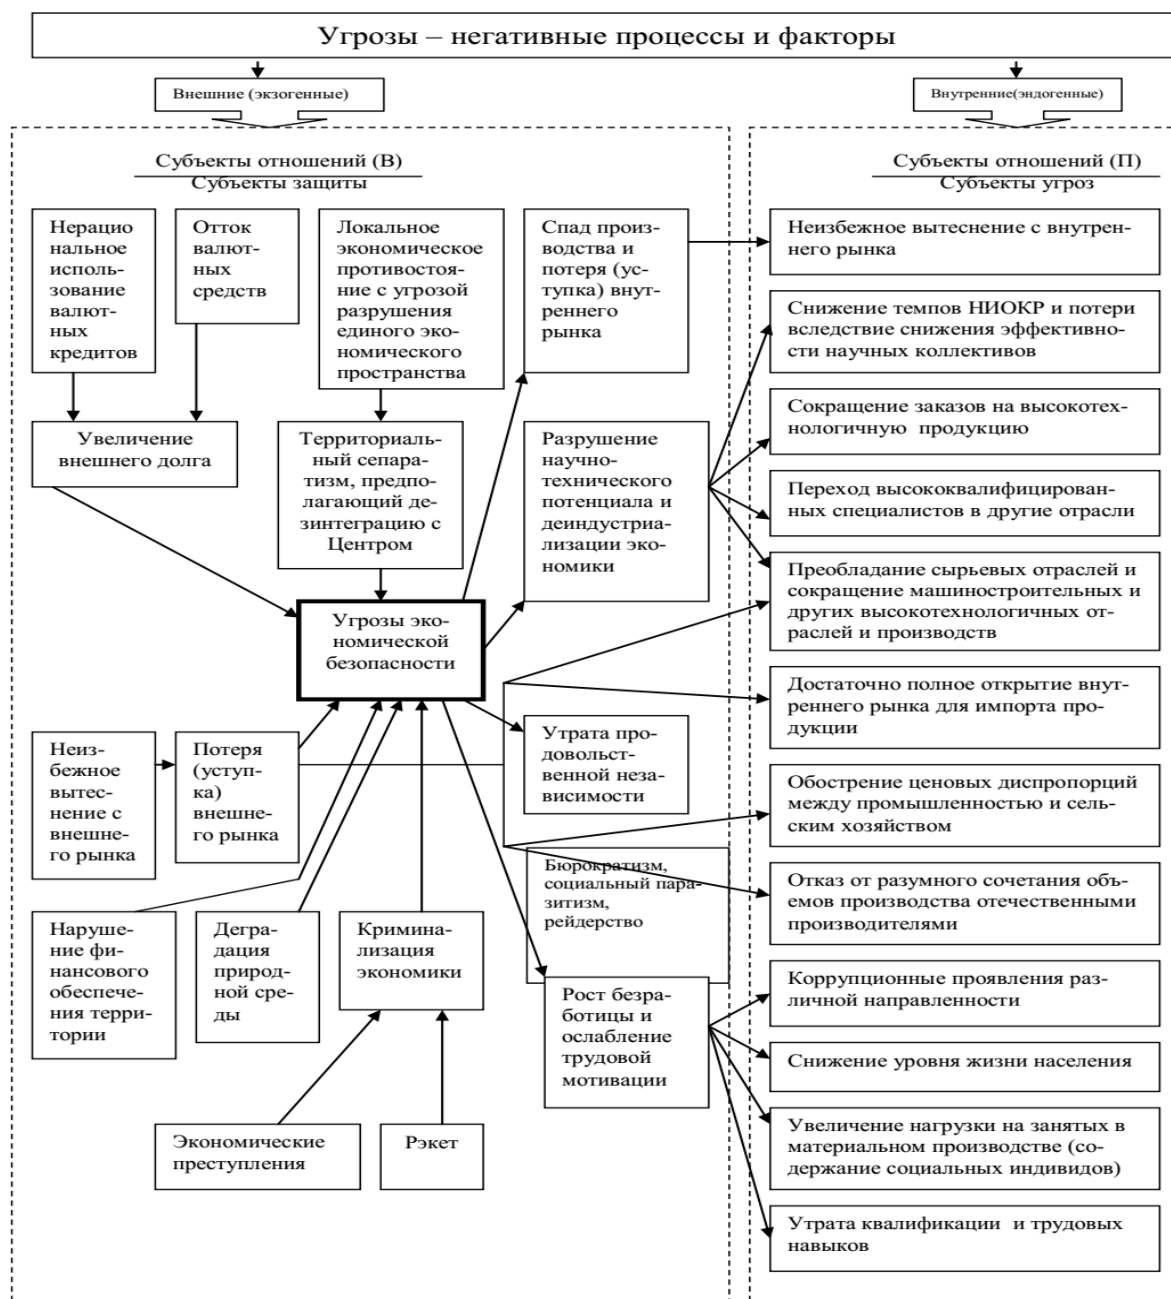 Угрозы – негативные процессы и факторы
Внешние (экзогенные)
Внутренние(эндогенные)
Субъекты отношений (В)
Субъекты защиты
Субъекты отношений (П)
Субъекты угроз
Нерацио
нальное
исполь-
зование
валют-
ных
кредитов
Отток
валют-
ных
средств
Локальное
экономическое
противостоя-
ние с угрозой
разрушения
единого эко-
номического
пространства
Спад произ-
водства и
потеря (ус-
тупка) внут-
реннего
рынка
Неизбежное вытеснение с внутрен-
него рынка
Снижение темпов НИОКР и потери
вследствие снижения эффективно-
сти научных коллективов
Увеличение
внешнего долга
Территориаль-
ный сепара-
тизм, предпо-
лагающий де-
зинтеграцию с
Центром
Разрушение
научно-
технического
потенциала и
деиндустриа-
лизации эко-
номики
Сокращение заказов на высокотех-
нологичную продукцию
Переход высококвалифицирован-
ных специалистов в другие отрасли
Преобладание сырьевых отраслей и
сокращение машиностроительных и
других высокотехнологичных от-
раслей и производств
Угрозы эко-
номической
безопасности
Достаточно полное открытие внут-
реннего рынка для импорта про-
дукции
Неиз-
бежное
вытес-
нение с
внешне-
го рынка
Потеря
(уступ-
ка)
внешнего
рынка
Утрата про-
довольст-
венной неза-
висимости
Обострение ценовых диспропорций
между промышленностью и сель-
ским хозяйством
Бюрократизм,
социальный пара-
зитизм,
рейдерство
Отказ от разумного сочетания объ-
емов производства отечественными
производителями
Наруше-
ние фи-
нансового
обеспече-
ния терри-
тории
Дегра-
дация
природ-
ной сре-
ды
Кримина-
лизация
экономики
Рост безра-
ботицы и
ослабление
трудовой
мотивации
Коррупционные проявления раз-
личной направленности
Снижение уровня жизни населения
Экономические
преступления
Рэкет
Увеличение нагрузки на занятых в
материальном производстве (со-
держание социальных индивидов)
Утрата квалификации и трудовых
навыков